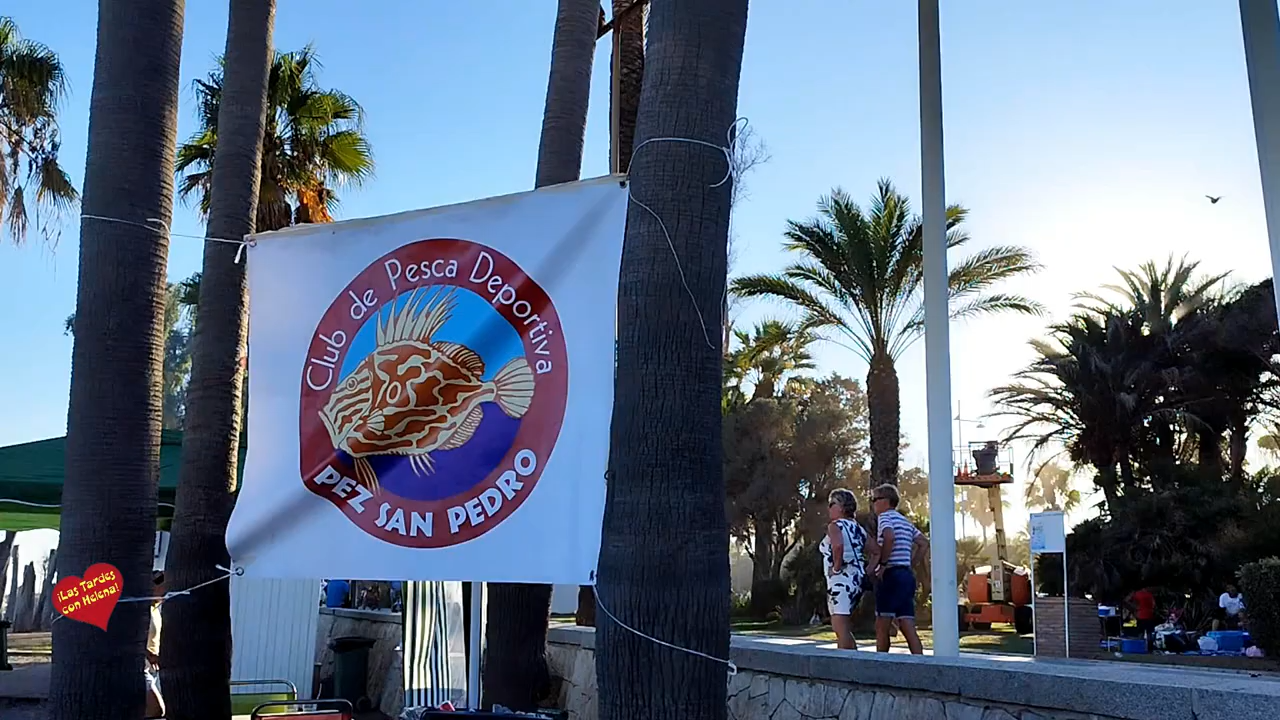 Club de Pesca Deportiva
PEZ SAN PEDRO
¡Las Tardes
con Helena!